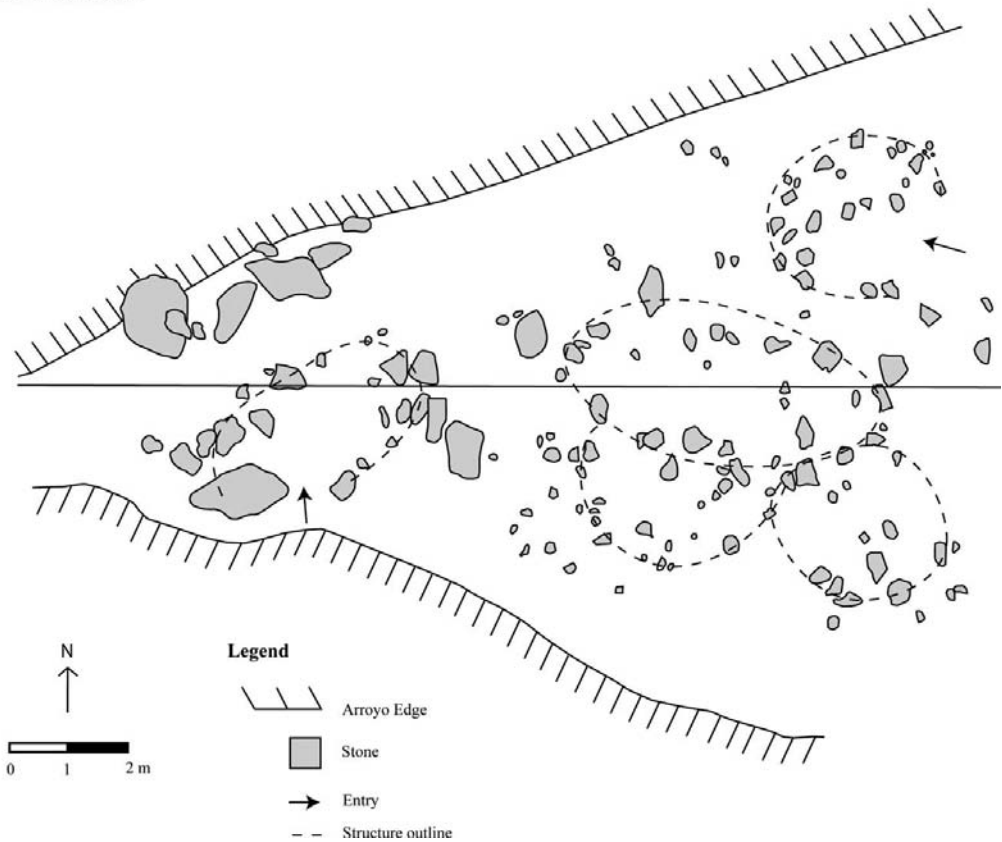 N
0 1 2 m
Legend
Arroyo Edge
Stone
Entry
Structure outline